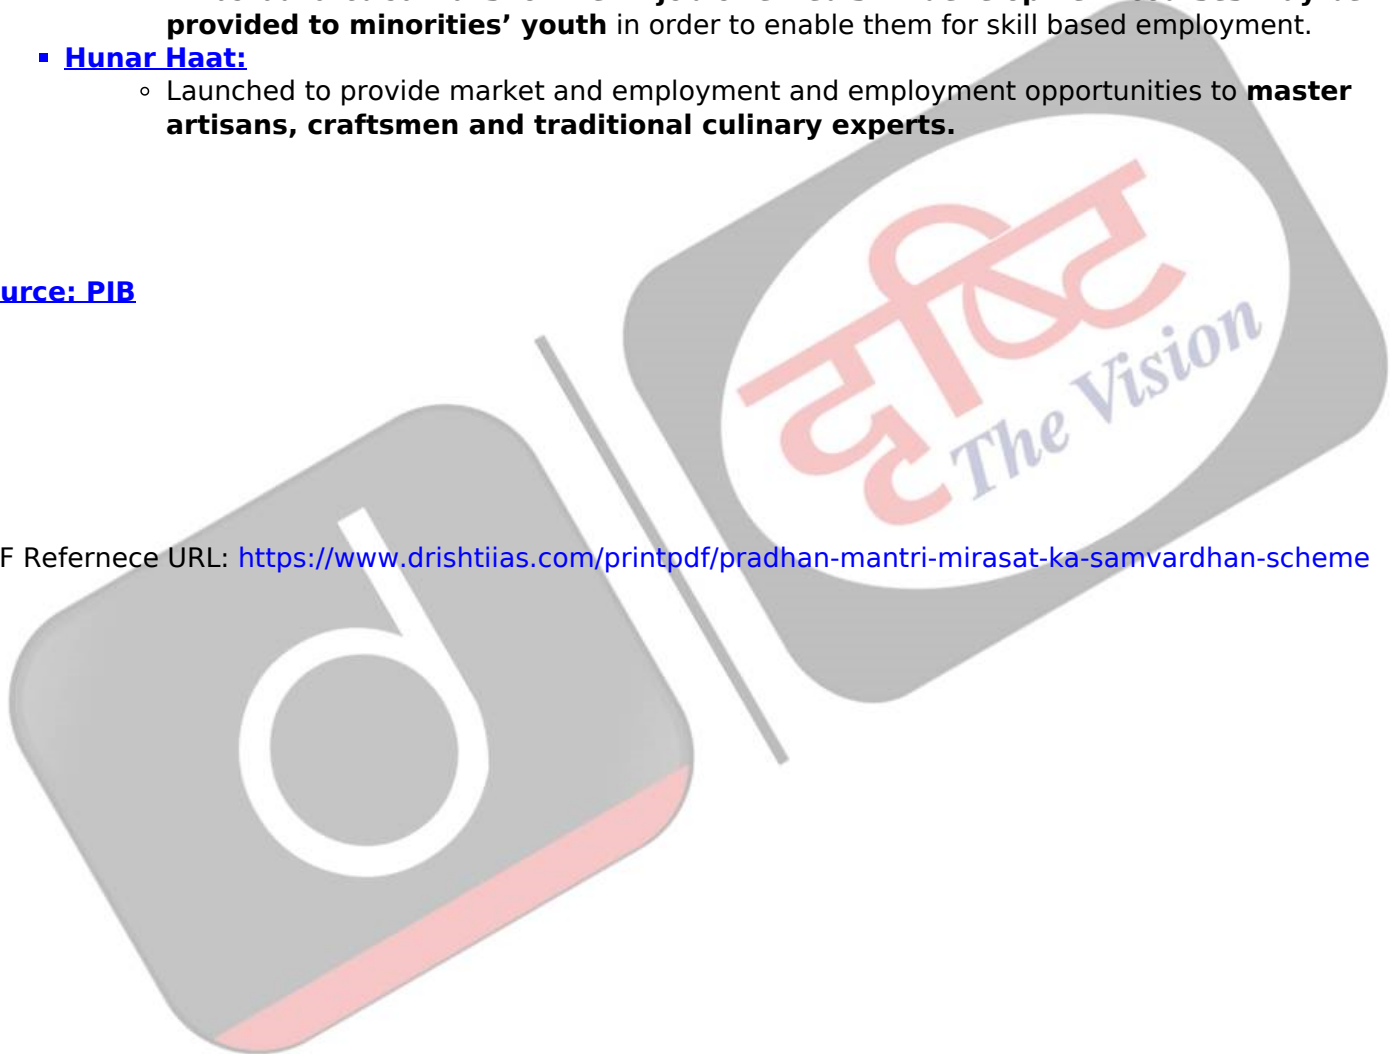 provided to minorities’ youth in order to enable them for skill based employment.
▪ Hunar Haat:
◦ Launched to provide market and employment and employment opportunities to master
artisans, craftsmen and traditional culinary experts.
urce: PIB
F Refernece URL: https://www.drishtiias.com/printpdf/pradhan-mantri-mirasat-ka-samvardhan-scheme
दृष्टि
The Vision
d